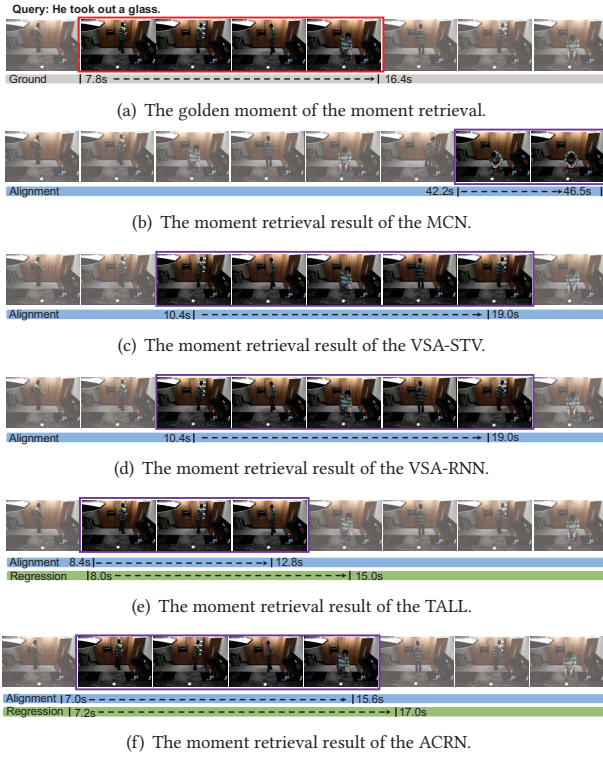 Query: He took out a glass.
Ground 7.8s 16.4s
(a) The golden moment of the moment retrieval.
Alignment 42.2s 46.5s
(b) The moment retrieval result of the MCN.
Alignment 10.4s 19.0s
(c) The moment retrieval result of the VSA-STV.
Alignment 10.4s 19.0s
(d) The moment retrieval result of the VSA-RNN.
Alignment 8.4s 12.8s
Regression 8.0s 15.0s
(e) The moment retrieval result of the TALL.
Alignment 7.0s 15.6s
Regression 7.2s 17.0s
(f) The moment retrieval result of the ACRN.